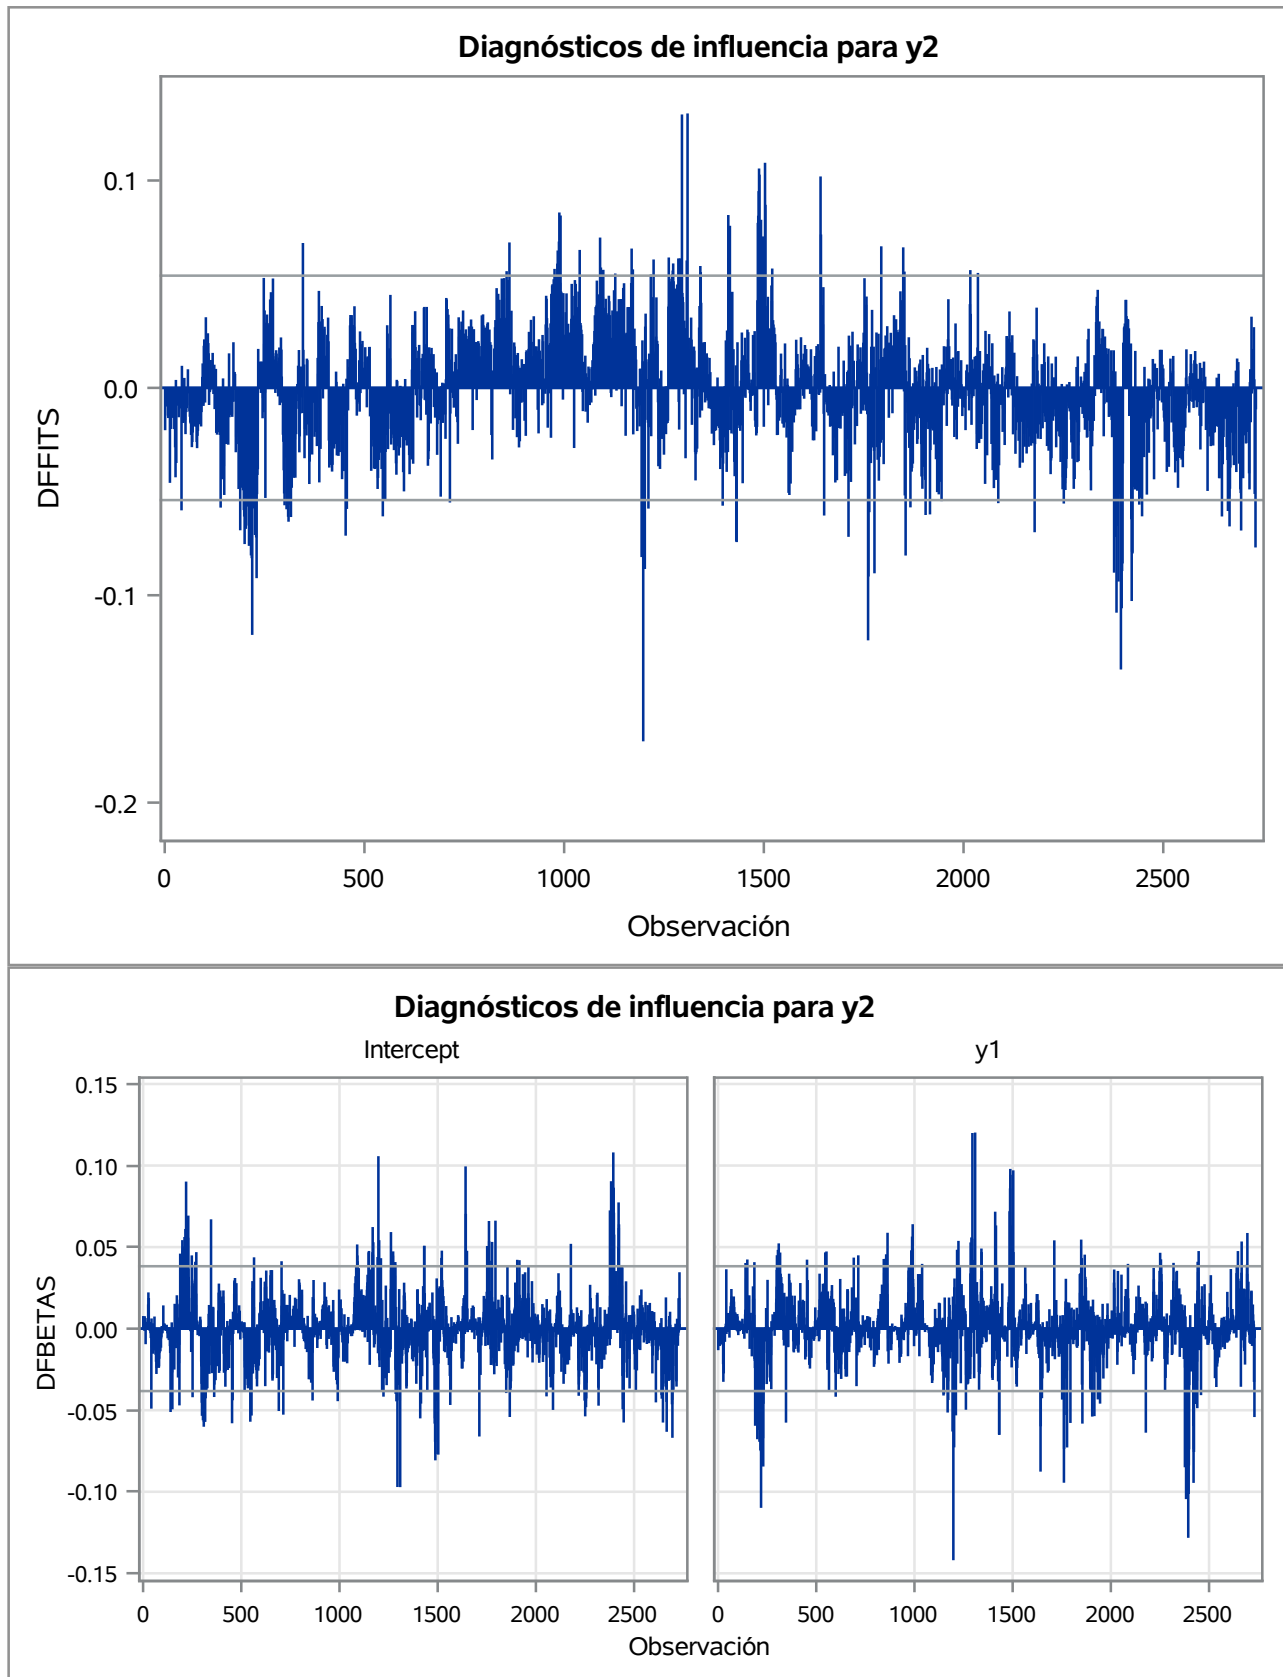 Diagnósticos de influencia para y2
DFFITS
0.1
0.0
-0.1
-0.2
0 500 1000 1500 2000 2500
Observación
Diagnósticos de influencia para y2
Intercept y1
DFBETAS
0.15
0.10
0.05
0.00
-0.05
-0.10
-0.15
0 500 1000 1500 2000 2500 0 500 1000 1500 2000 2500
Observación